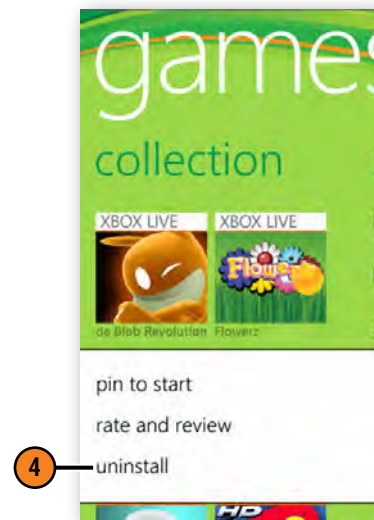 games
collection
XBOX LIVE XBOX LIVE
Flowerz
de Blob Revolution Flowerz
pin to start
rate and review
4 uninstall
HD